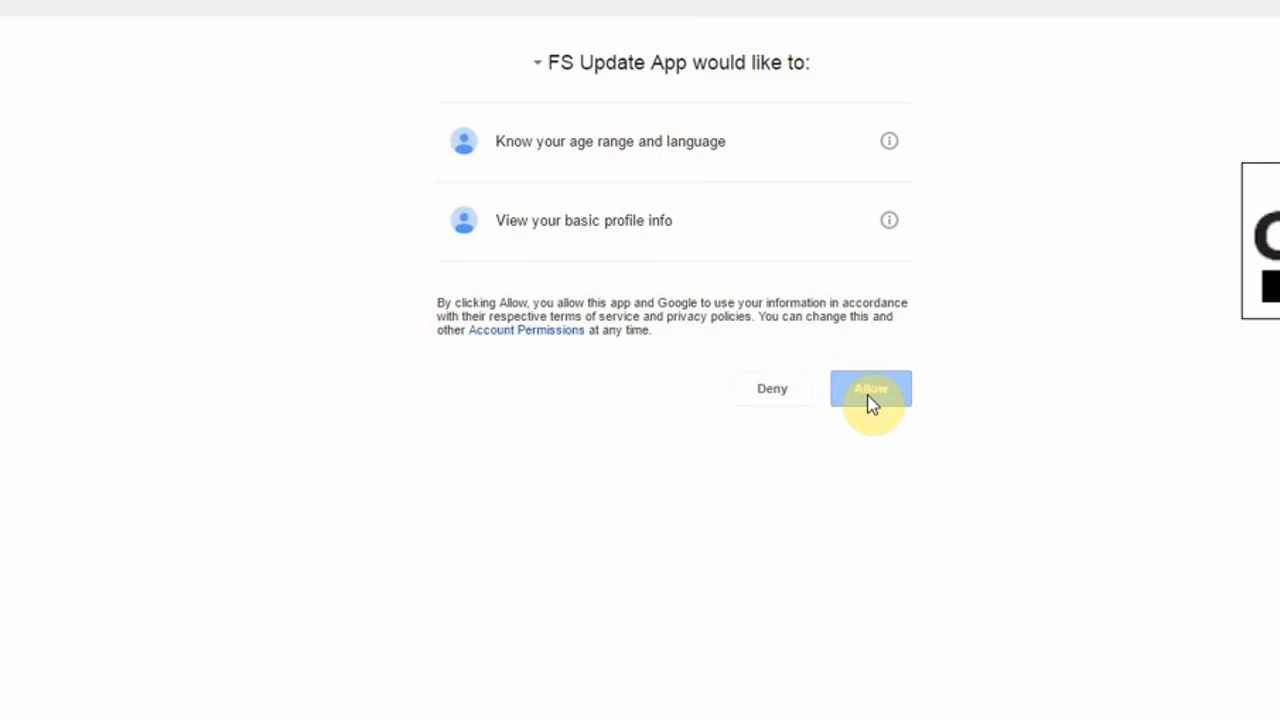 FS Update App would like to:
Know your age range and language
View your basic profile info
By clicking Allow, you allow this app and Google to use your information in accordance
with their respective terms of service and privacy policies. You can change this and
other Account Permissions at any time.
Deny
Allow